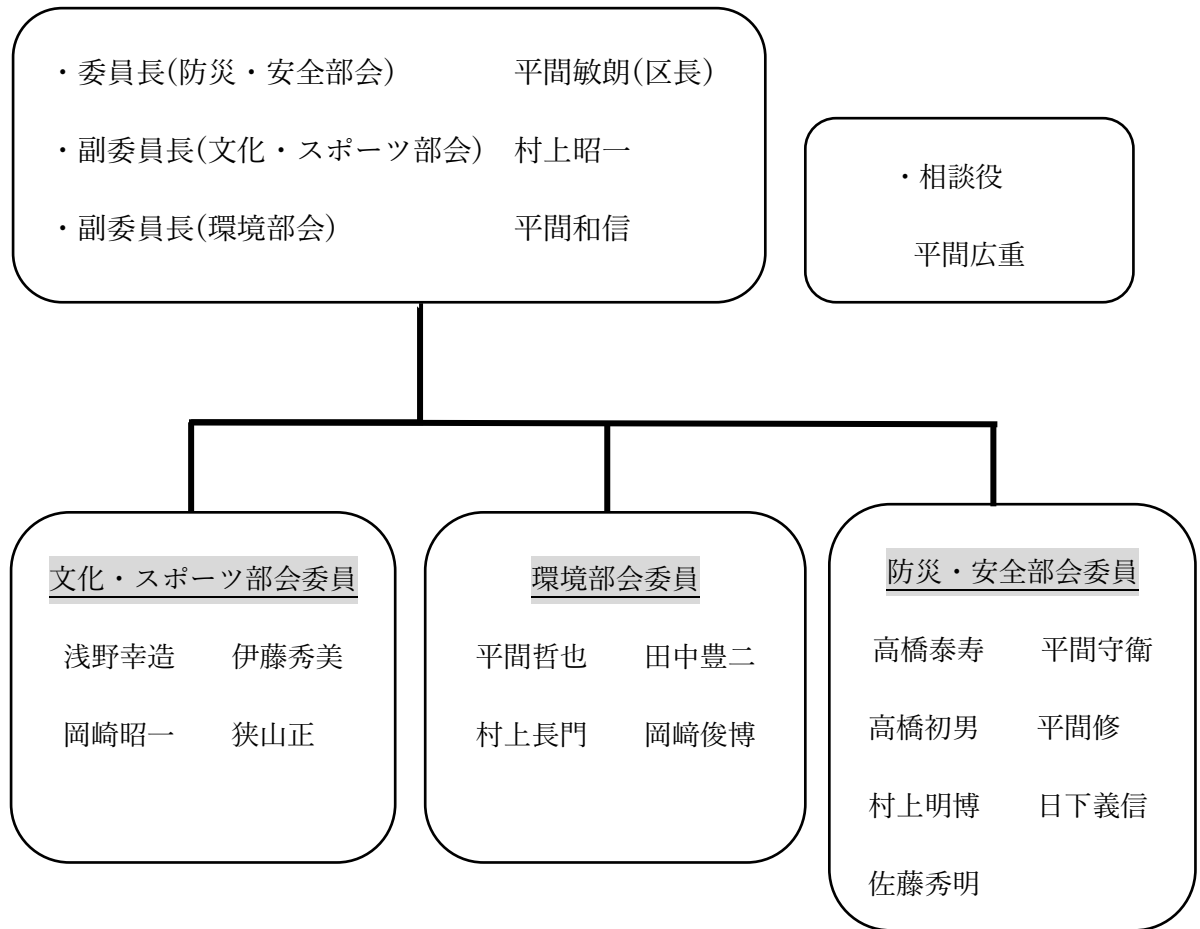 ・委員長(防災・安全部会) 平間敏朗(区長)
・副委員長(文化・スポーツ部会) 村上昭一
・副委員長(環境部会) 平間和信
・相談役
平間広重
文化・スポーツ部会委員
浅野幸造 伊藤秀美
岡崎昭一 狭山正
環境部会委員
平間哲也 田中豊二
村上長門 岡﨑俊博
防災・安全部会委員
高橋泰寿 平間守衛
高橋初男 平間修
村上明博 日下義信
佐藤秀明